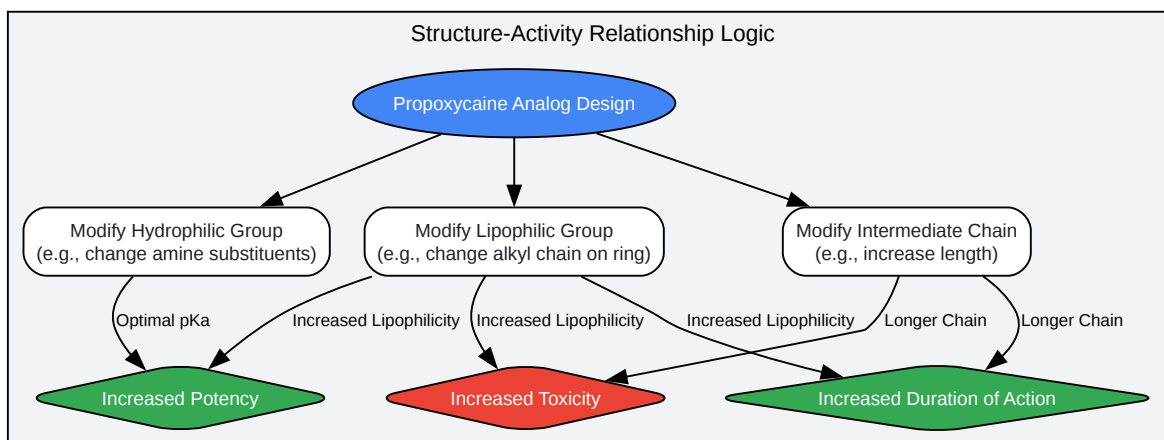 Structure-Activity Relationship Logic
Propoxycaine Analog Design
Modify Hydrophilic Group
(e.g., change amine substituents)
Modify Lipophilic Group
(e.g., change alkyl chain on ring)
Modify Intermediate Chain
(e.g., increase length)
Optimal pKa
Increased Lipophilicity
Increased Lipophilicity
Increased Lipophilicity
Longer Chain
Longer Chain
Increased Potency
Increased Toxicity
Increased Duration of Action